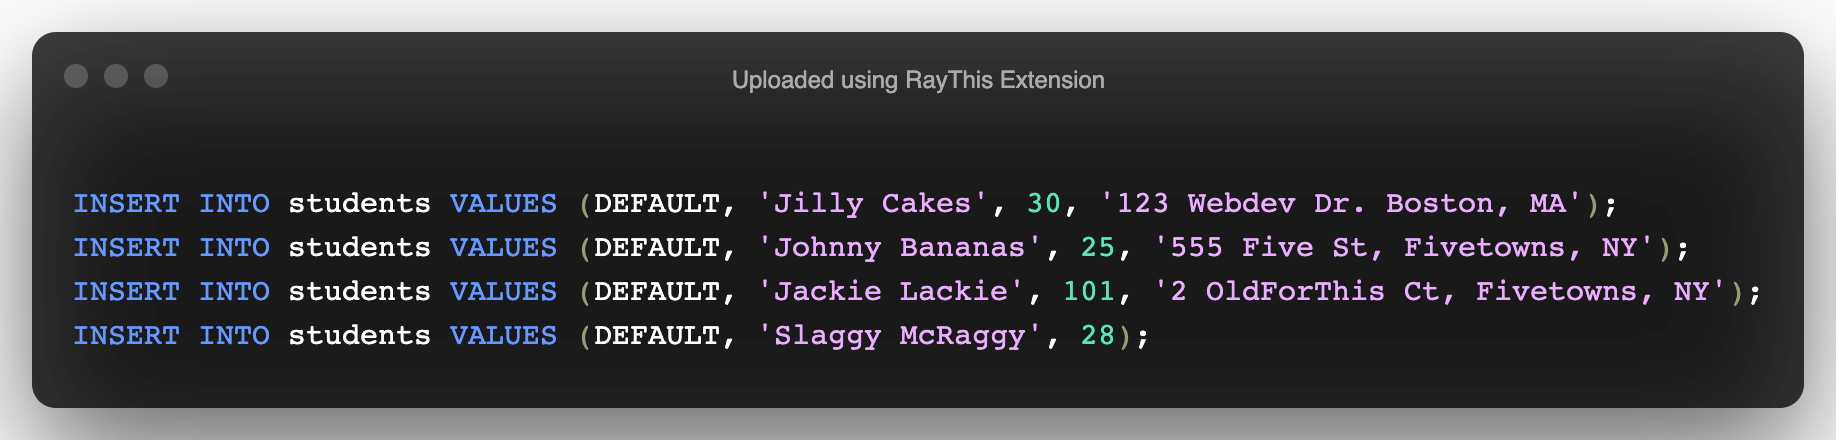 Uploaded using RayThis Extension
INSERT INTO students VALUES (DEFAULT, 'Jilly Cakes', 30, '123 Webdev Dr. Boston, MA');
INSERT INTO students VALUES (DEFAULT, 'Johnny Bananas', 25, '555 Five St, Fivetowns, NY');
INSERT INTO students VALUES (DEFAULT, 'Jackie Lackie', 101, '2 OldForThis Ct, Fivetowns, NY');
INSERT INTO students VALUES (DEFAULT, 'Slaggy McRaggy', 28);